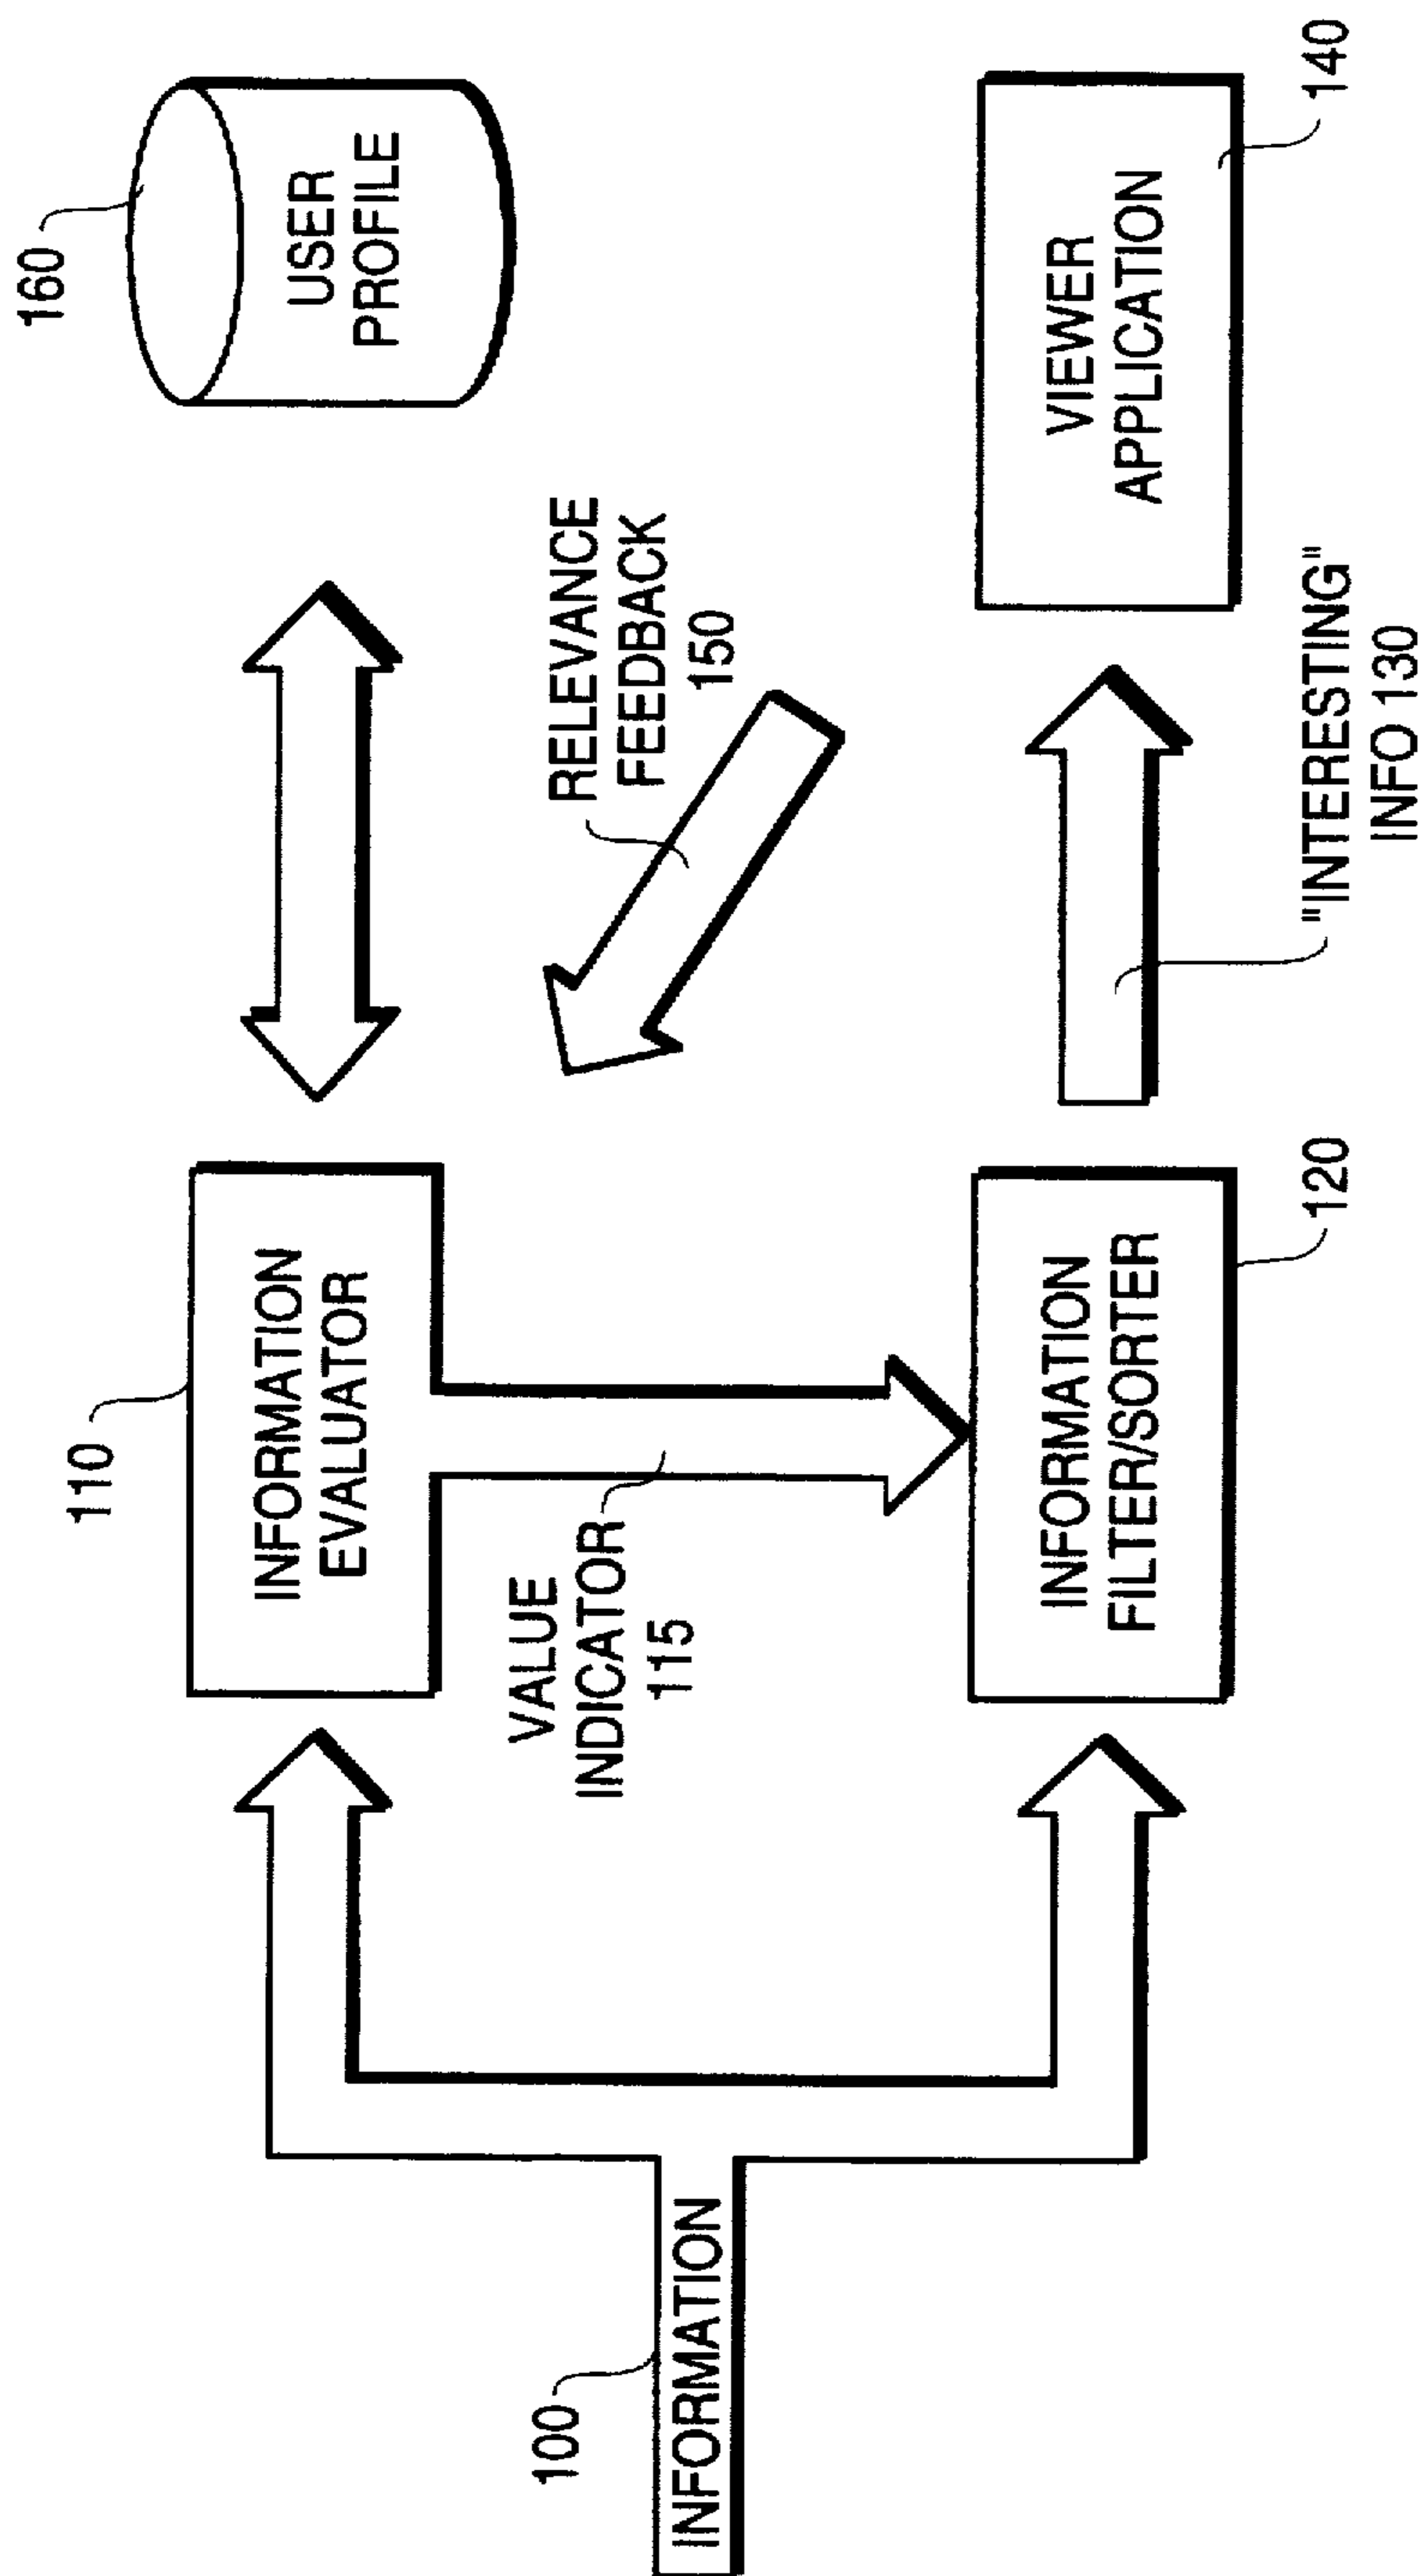 100
INFORMATION
110
INFORMATION
EVALUATOR
VALUE
INDICATOR
115
INFORMATION
FILTER/SORTER
120
160
USER
PROFILE
RELEVANCE
FEEDBACK
150
"INTERESTING"
INFO 130
VIEWER
APPLICATION
140